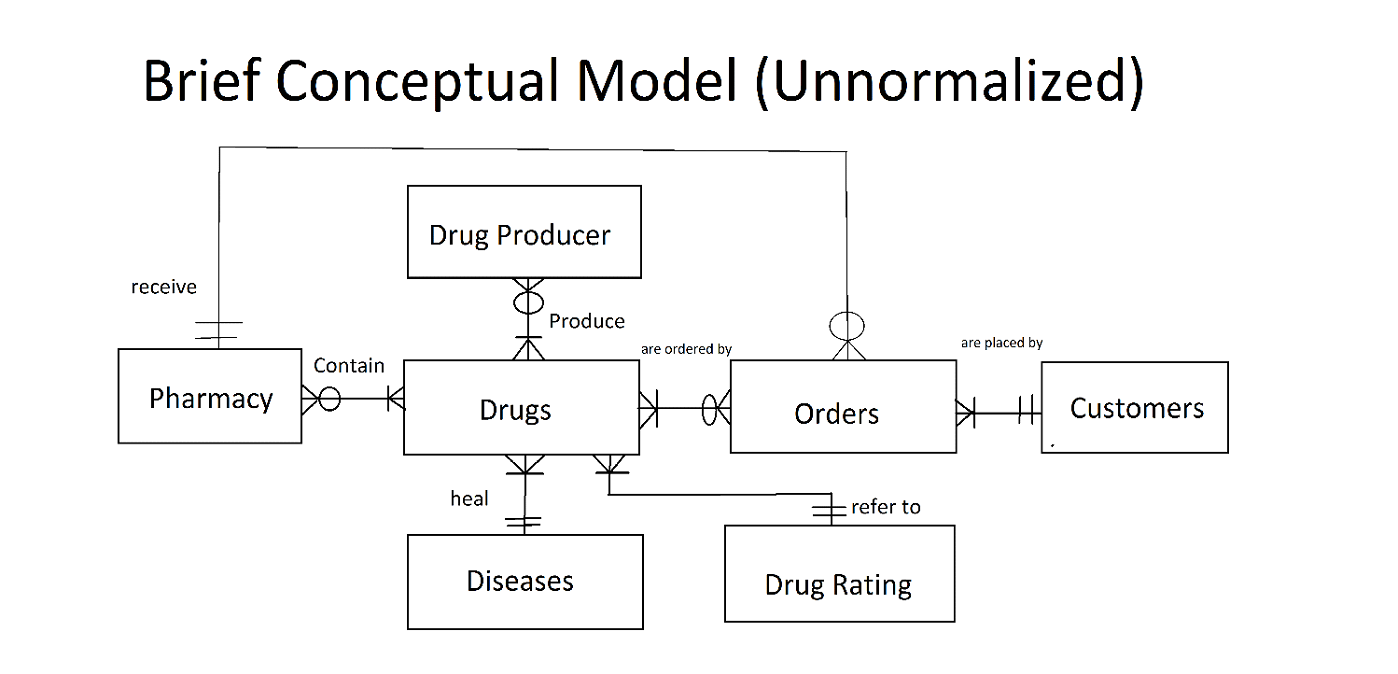 Brief Conceptual Model (Unnormalized)
Drug Producer
receive
Produce
are ordered by
are placed by
Contain
Pharmacy
Drugs
Orders
Customers
heal
refer to
Diseases
Drug Rating